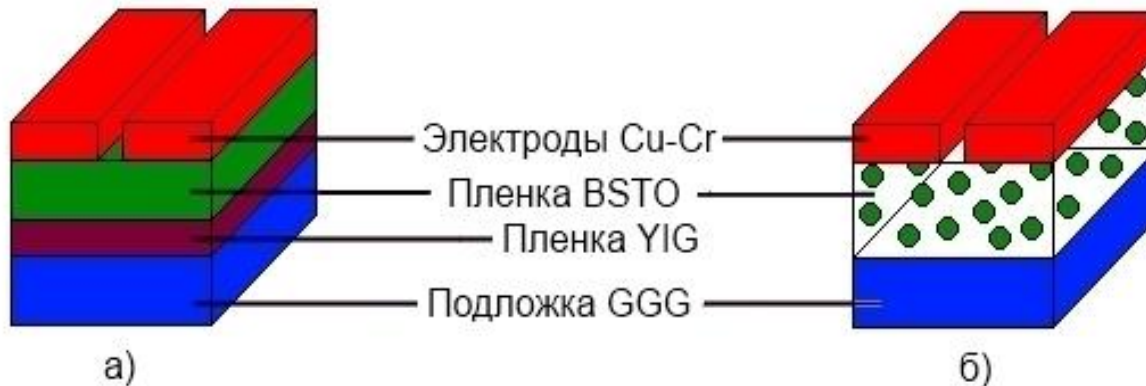 Электроды Cu-Cr
Пленка BSTO
Пленка YIG
Подложка GGG
а)
б)